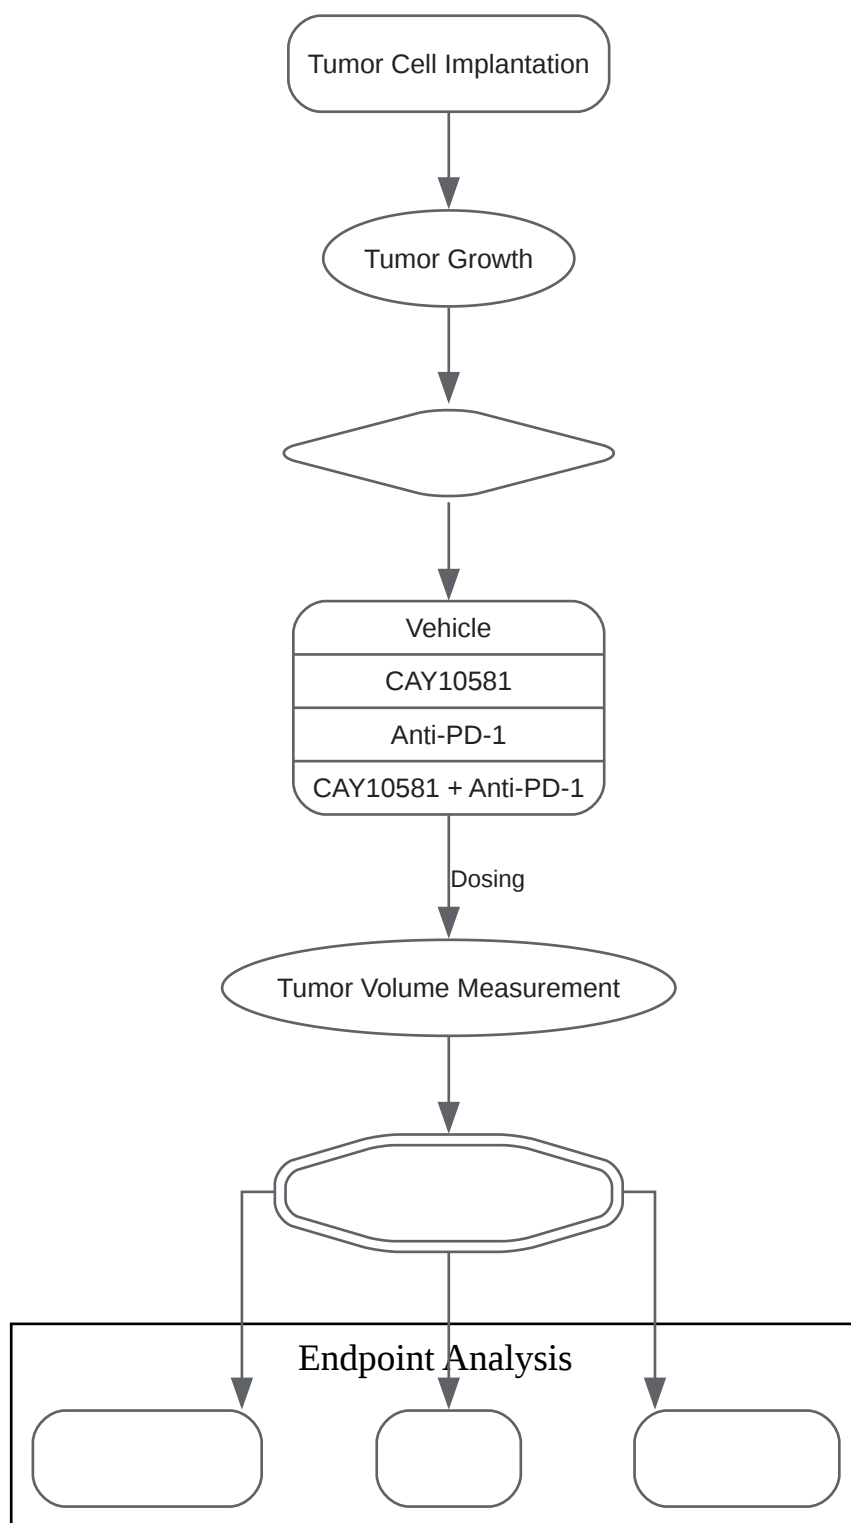 Tumor Cell Implantation
Tumor Growth
Vehicle
CAY10581
Anti-PD-1
CAY10581 + Anti-PD-1
Dosing
Tumor Volume Measurement
Endpoint Analysis